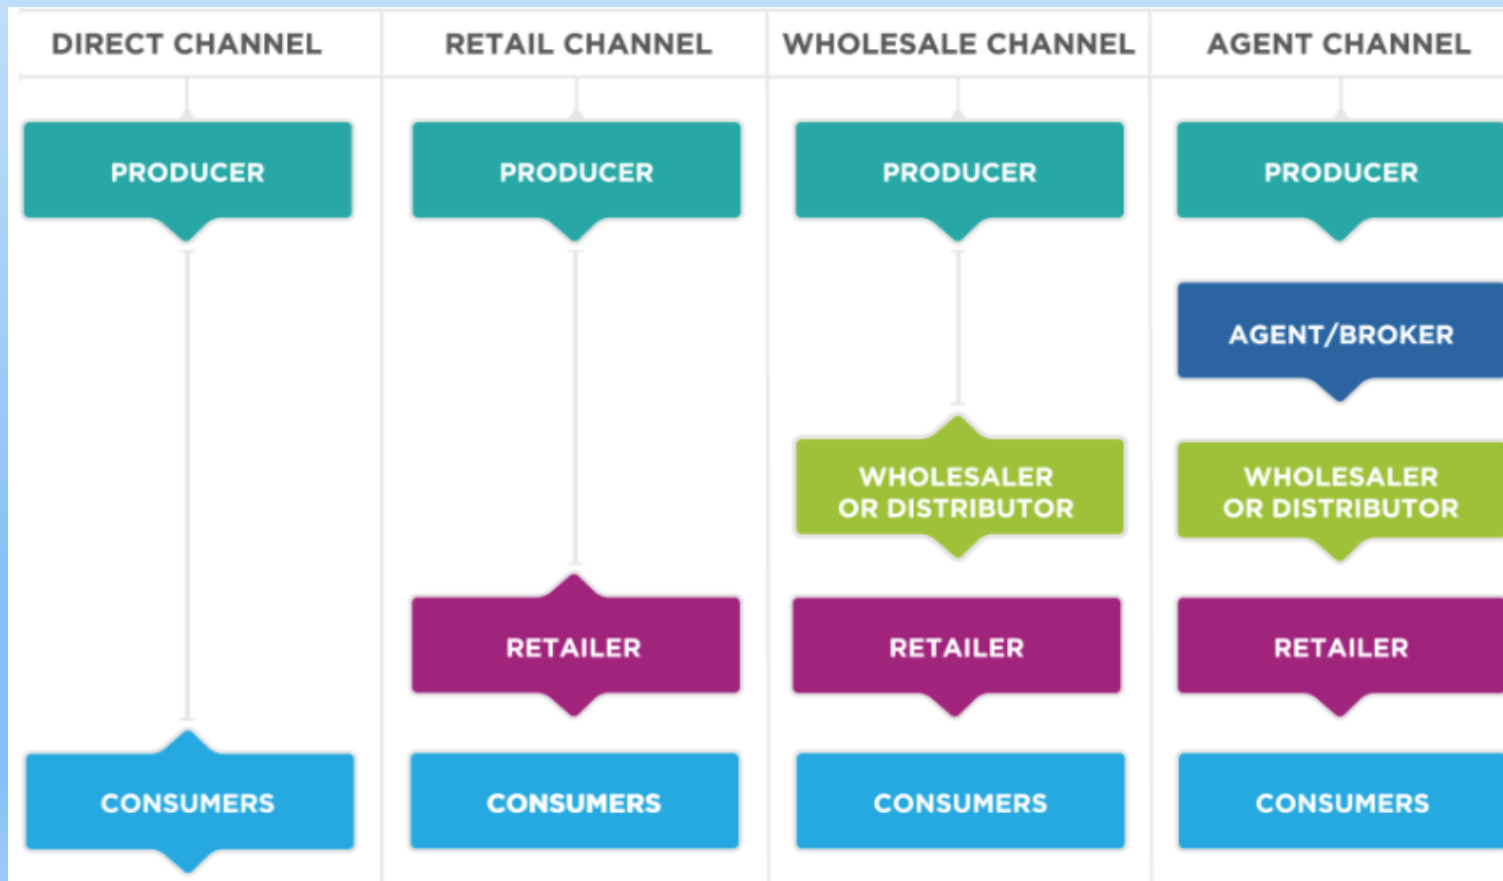 DIRECT CHANNEL
RETAIL CHANNEL
WHOLESALE CHANNEL
AGENT CHANNEL
PRODUCER
PRODUCER
PRODUCER
PRODUCER
AGENT/BROKER
WHOLESALER
OR DISTRIBUTOR
WHOLESALER
OR DISTRIBUTOR
RETAILER
RETAILER
RETAILER
CONSUMERS
CONSUMERS
CONSUMERS
CONSUMERS